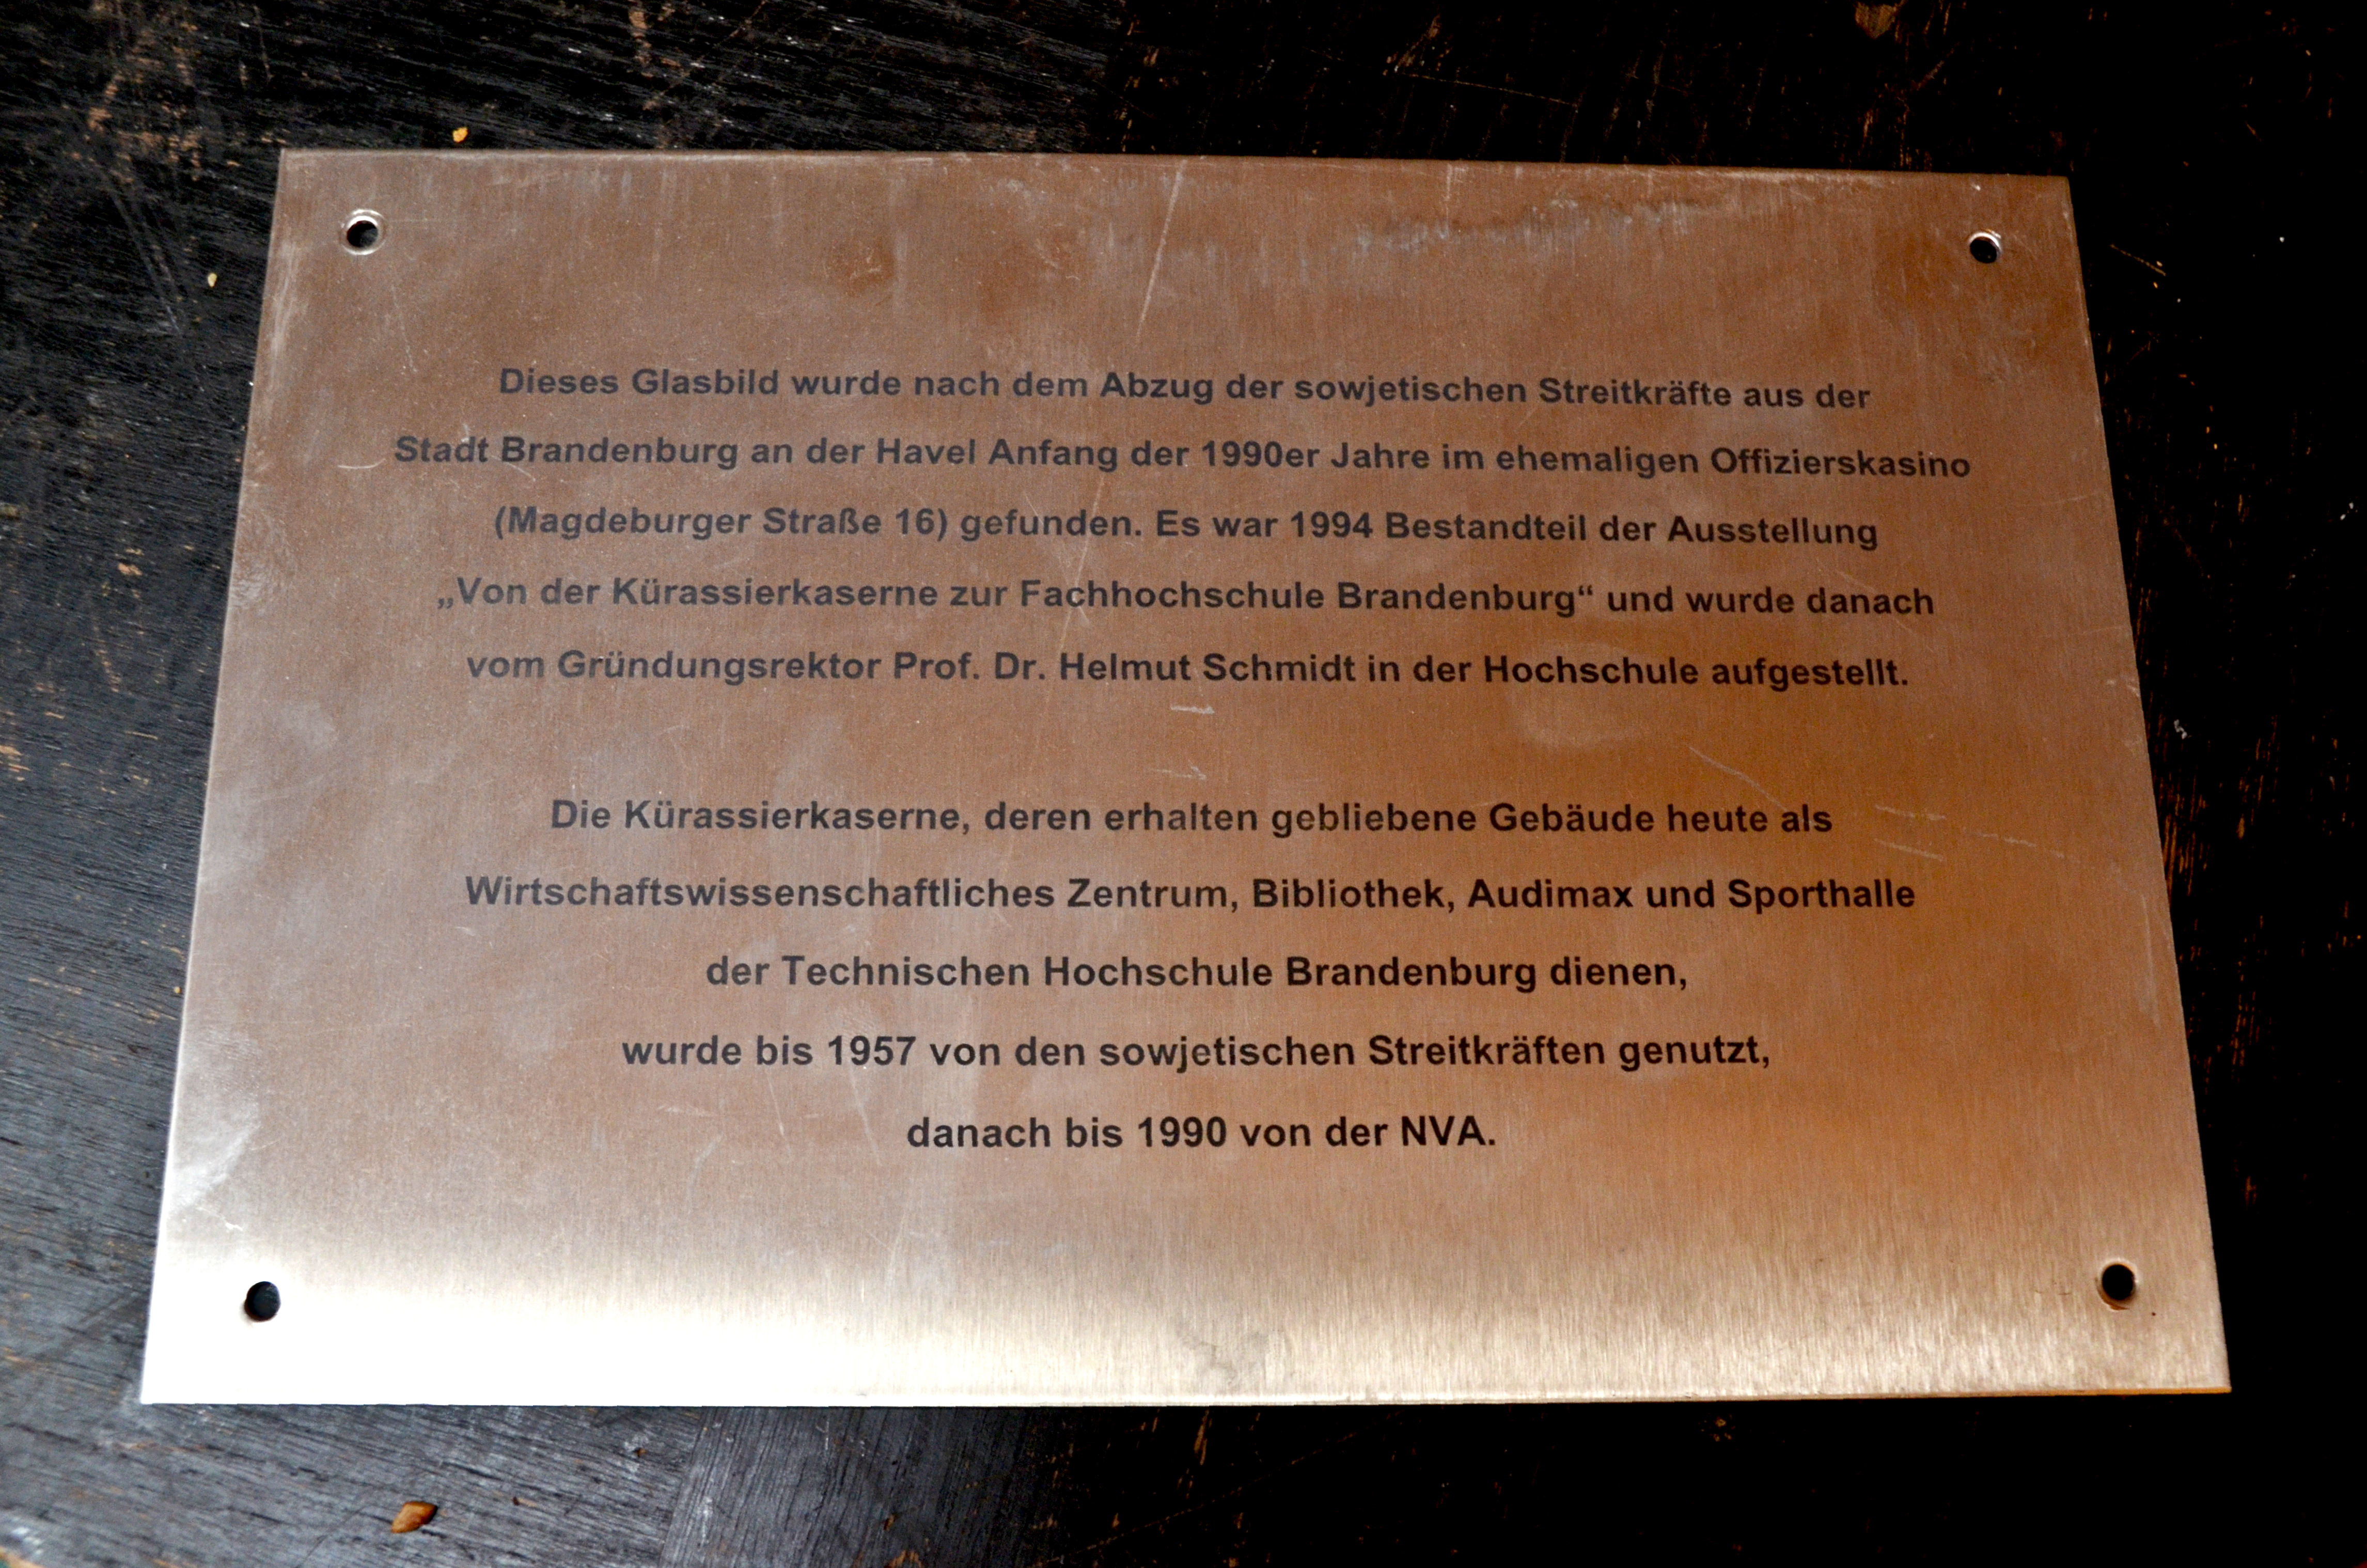 Dieses Glasbild wurde nach dem Abzug der sowjetischen Streitkräfte aus der
Stadt Brandenburg an der Havel Anfang der 1990er Jahre im ehemaligen Offizierskasino
(Magdeburger Straße 16) gefunden. Es war 1994 Bestandteil der Ausstellung
„Von der Kürassierkaserne zur Fachhochschule Brandenburg“ und wurde danach
vom Gründungsrektor Prof. Dr. Helmut Schmidt in der Hochschule aufgestellt.
Die Kürassierkaserne, deren erhalten gebliebene Gebäude heute als
Wirtschaftswissenschaftliches Zentrum, Bibliothek, Audimax und Sporthalle
der Technischen Hochschule Brandenburg dienen,
wurde bis 1957 von den sowjetischen Streitkräften genutzt,
danach bis 1990 von der NVA.